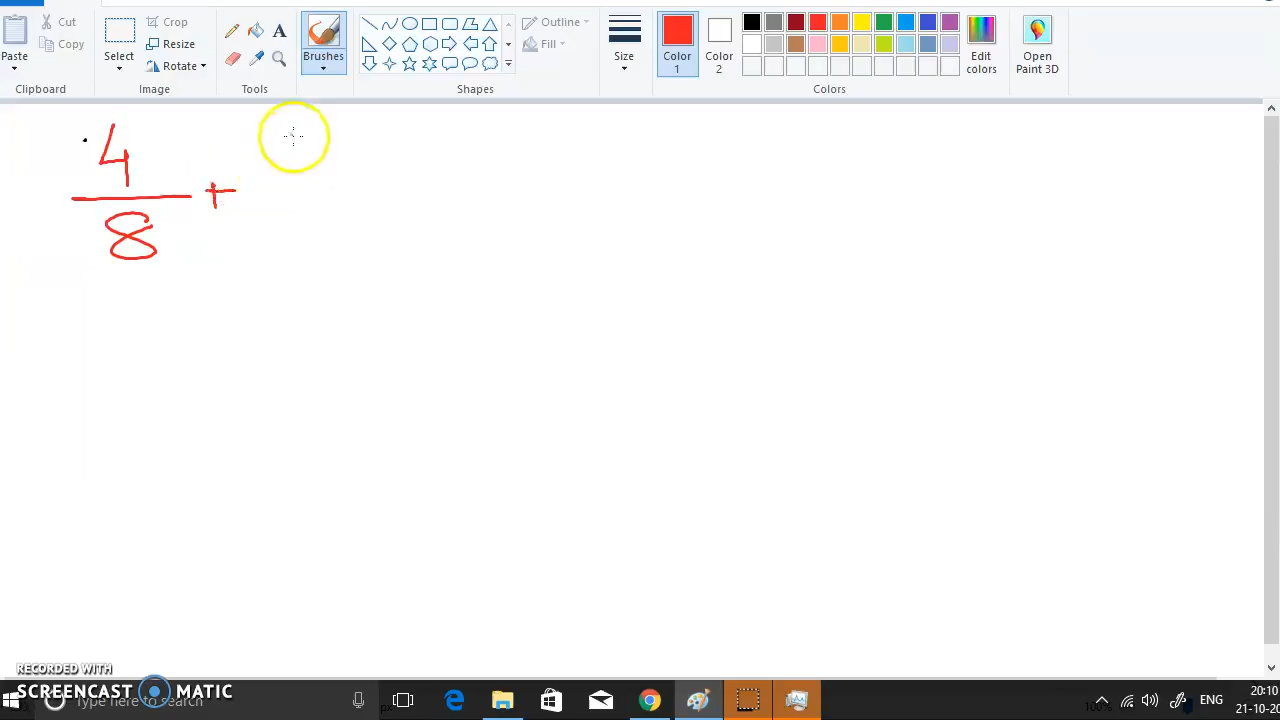 Cut
Copy
Paste
Clipboard
Select
Crop
Resize
Rotate
Image
Tools
Brushes
Outline
Fill
Shapes
Size
Color 1
Color 2
Edit colors
Colors
Open Paint 3D
4
8
+
RECORDED WITH
SCREENCAST MATIC
Type here to search
px
100%
ENG
20:10
21-10-20